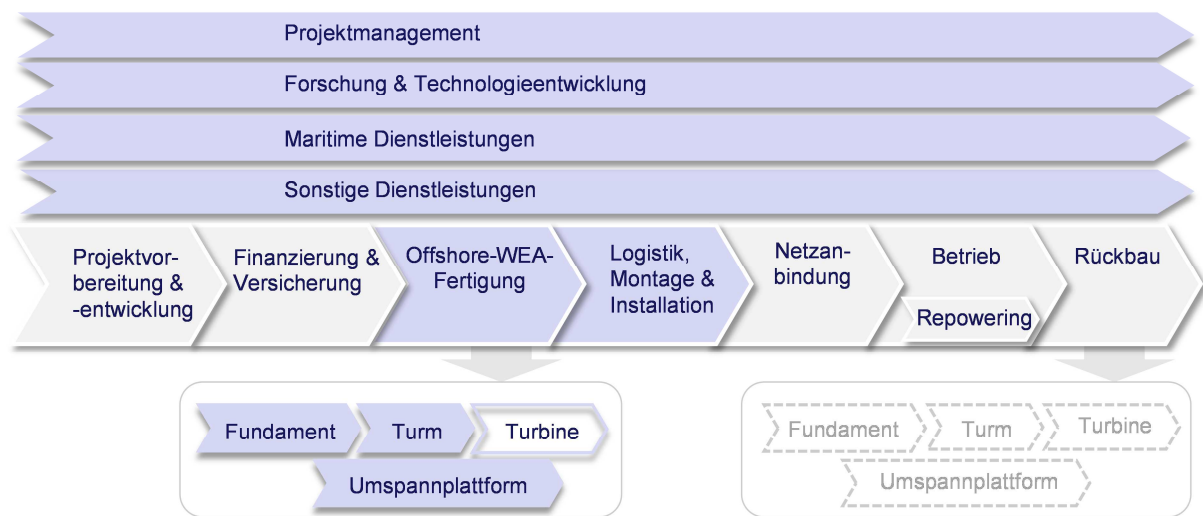 Projektmanagement
Forschung & Technologieentwicklung
Maritime Dienstleistungen
Sonstige Dienstleistungen
Projektvor-
bereitung &
-entwicklung
Finanzierung &
Versicherung
Offshore-WEA-
Fertigung
Logistik,
Montage &
Installation
Netzan-
bindung
Betrieb
Repowering
Rückbau
Fundament
Turm
Turbine
Umspannplattform
Fundament
Turm
Turbine
Umspannplattform